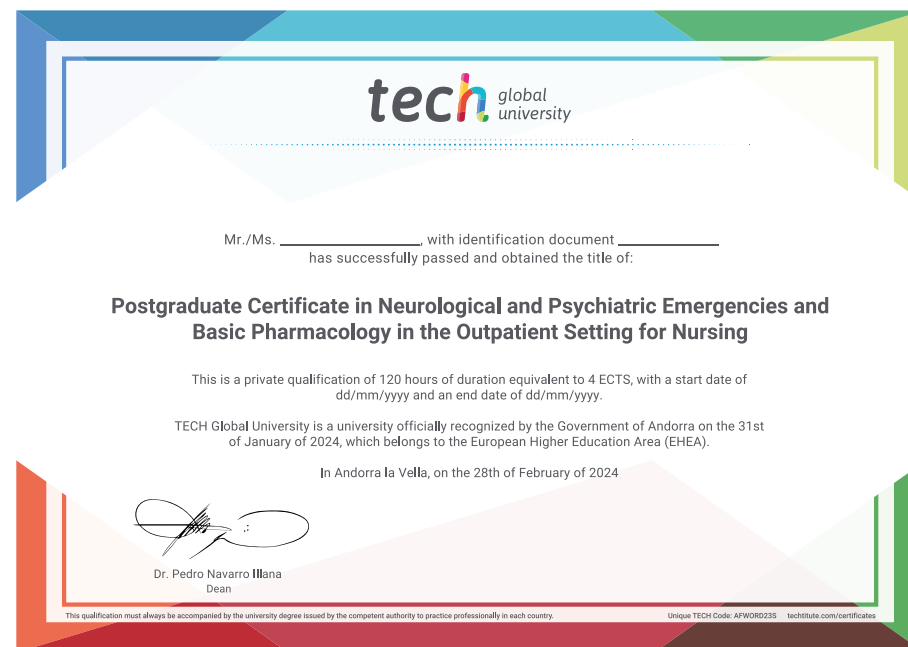 tech global
university
Mr./Ms. ____________, with identification document ____________
has successfully passed and obtained the title of:
Postgraduate Certificate in Neurological and Psychiatric Emergencies and
Basic Pharmacology in the Outpatient Setting for Nursing
This is a private qualification of 120 hours of duration equivalent to 4 ECTS, with a start date of
dd/mm/yyyy and an end date of dd/mm/yyyy.
TECH Global University is a university officially recognized by the Government of Andorra on the 31st
of January of 2024, which belongs to the European Higher Education Area (EHEA).
In Andorra la Vella, on the 28th of February of 2024
Dr. Pedro Navarro Illana
Dean
This qualification must always be accompanied by the university degree issued by the competent authority to practice professionally in each country. Unique TECH Code: AFWORD23S techtitute.com/certificates